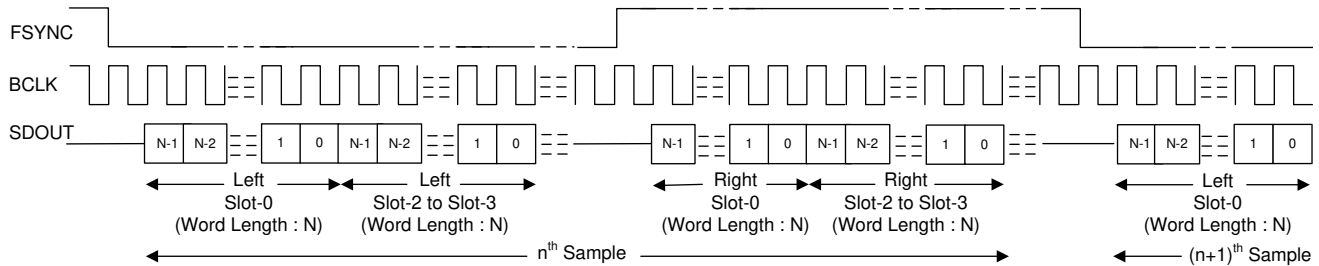 FSYNC
BCLK
SDOUT
N-1 N-2 1 0 N-1 N-2 1 0 N-1 1 0 N-1 N-2 1 0 N-1 N-2 1 0
Left Left Right Right Left
Slot-0 Slot-2 to Slot-3 Slot-0 Slot-2 to Slot-3 Slot-0
(Word Length : N) (Word Length : N) (Word Length : N) (Word Length : N) (Word Length : N)
nth Sample (n+1)th Sample